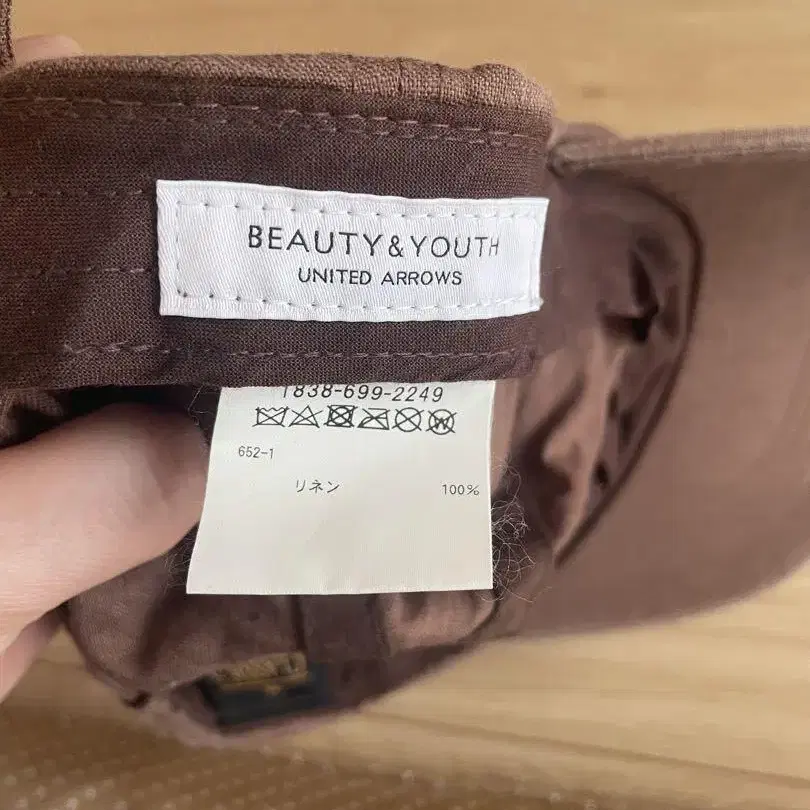 BEAUTY&YOUTH
UNITED ARROWS
1838-699-2249
652-1
リネン 100%